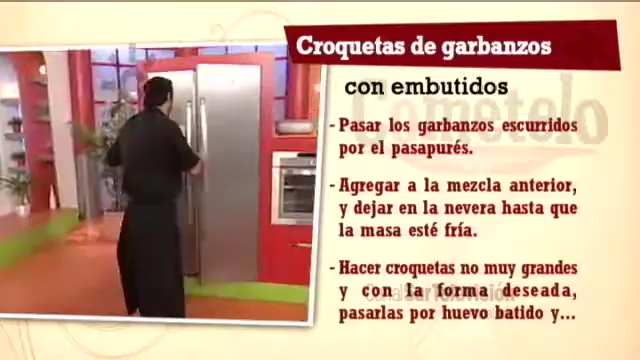 Croquetas de garbanzos
con embutidos
Cómetelo
- Pasar los garbanzos escurridos
por el pasapurés.
- Agregar a la mezcla anterior,
y dejar en la nevera hasta que
la masa esté fría.
- Hacer croquetas no muy grandes
y con la forma deseada,
CanalSurTelevisión
pasarlas por huevo batido y...